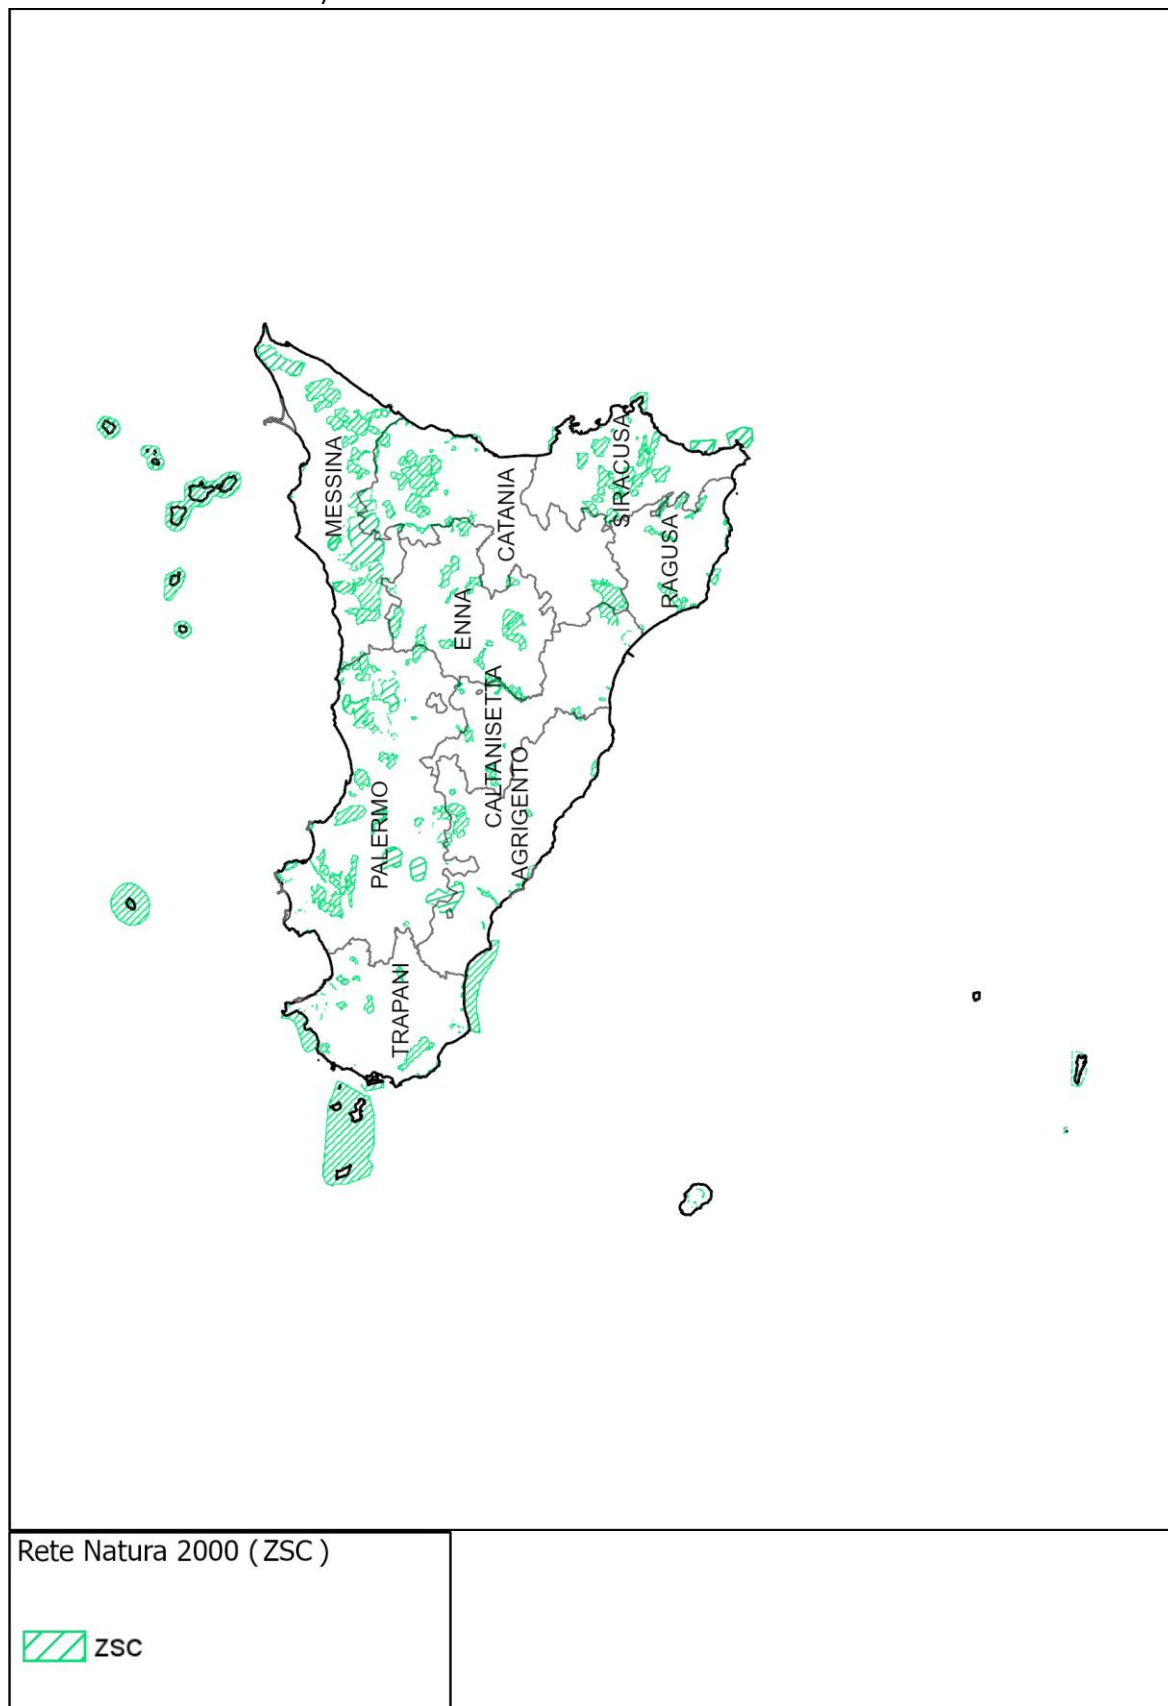 MESSINA
CATANIA
SIRACUSA
RAGUSA
ENNA
CALTANISETTA
AGRIGENTO
PALERMO
TRAPANI
Rete Natura 2000 ( ZSC )
ZSC